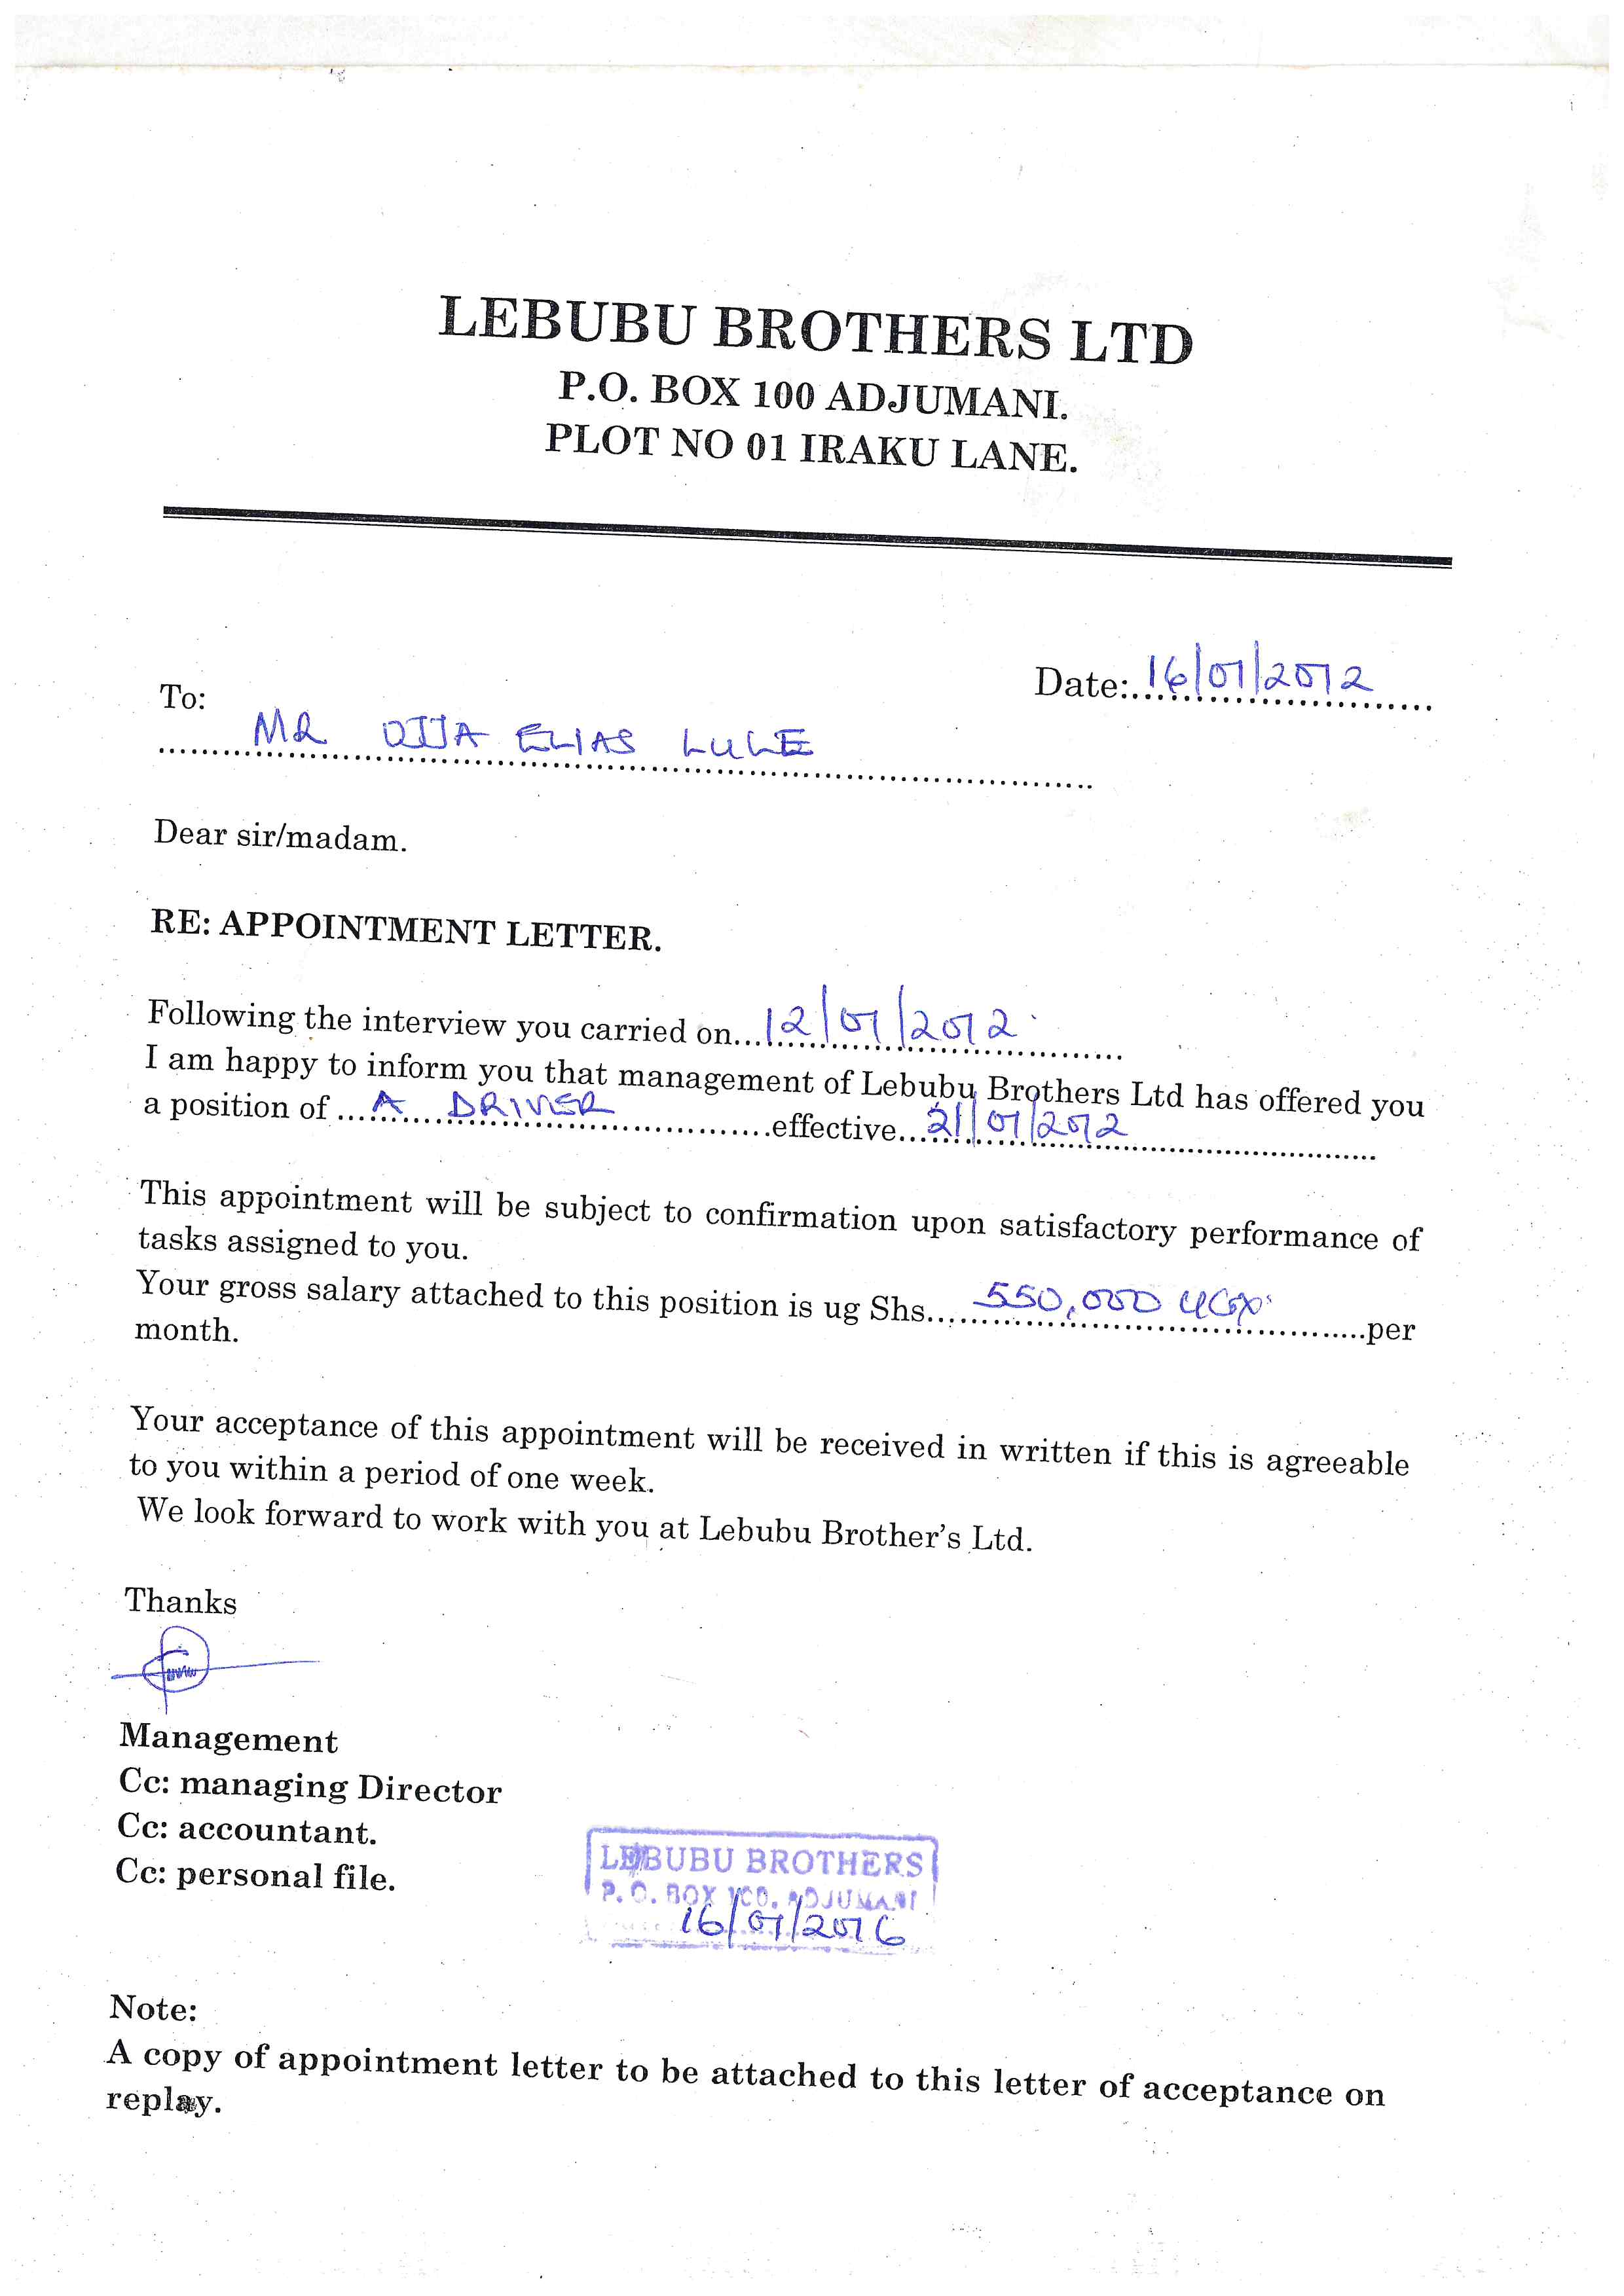 LEBUBU BROTHERS LTD
P.O. BOX 100 ADJUMANI.
PLOT NO 01 IRAKU LANE.
Date: 16/01/2012
To:
MR OJJA ELIAS LULE
Dear sir/madam.
RE: APPOINTMENT LETTER.
Following the interview you carried on...12/01/2012
I am happy to inform you that management of Lebubu Brothers Ltd has offered you
a position of ...A DRIVER...effective...21/01/2012
This appointment will be subject to confirmation upon satisfactory performance of
tasks assigned to you.
Your gross salary attached to this position is ug Shs...550,000 UGX...per
month.
Your acceptance of this appointment will be received in written if this is agreeable
to you within a period of one week.
We look forward to work with you at Lebubu Brother's Ltd.
Thanks
Management
Cc: managing Director
Cc: accountant.
Cc: personal file.
LEBUBU BROTHERS
P. O. BOX 100, ADJUMANI
16/01/2016
Note:
A copy of appointment letter to be attached to this letter of acceptance on
replay.